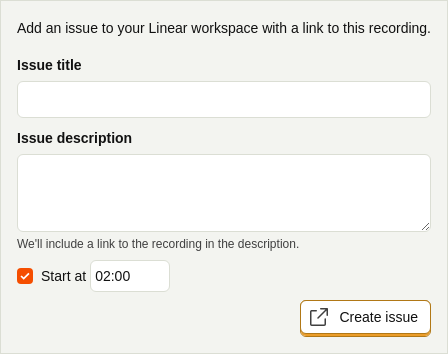 Add an issue to your Linear workspace with a link to this recording.
Issue title
Issue description
We'll include a link to the recording in the description.
Start at 02:00
Create issue